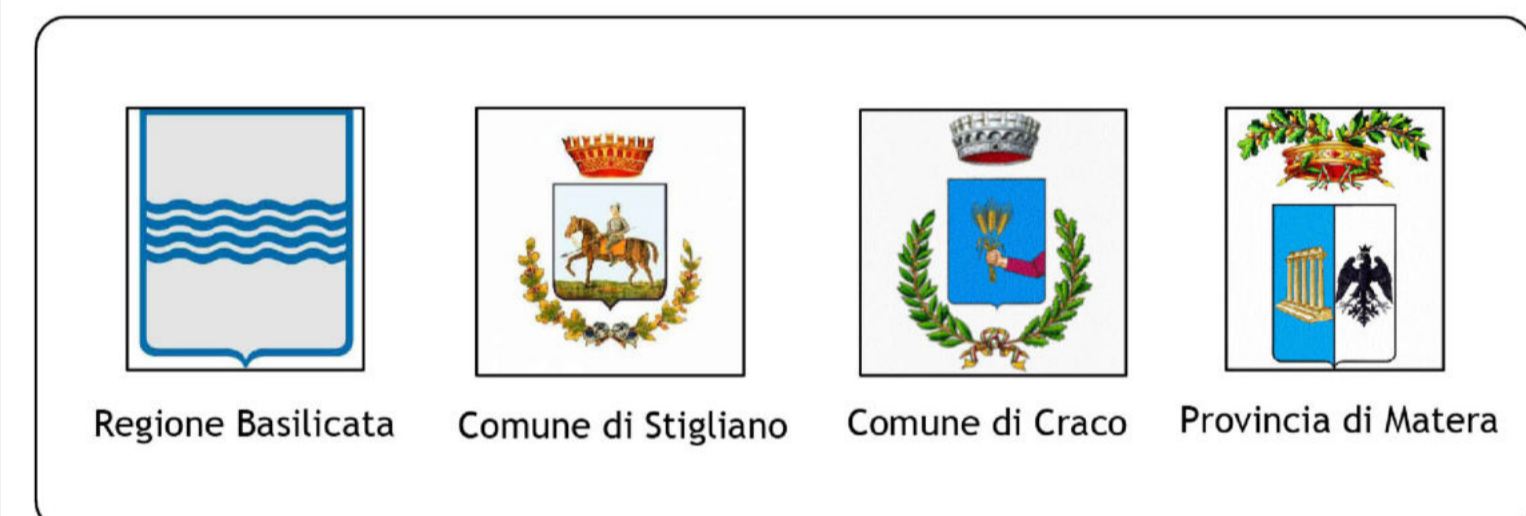 Regione Basilicata
Comune di Stigliano
Comune di Craco
Provincia di Matera